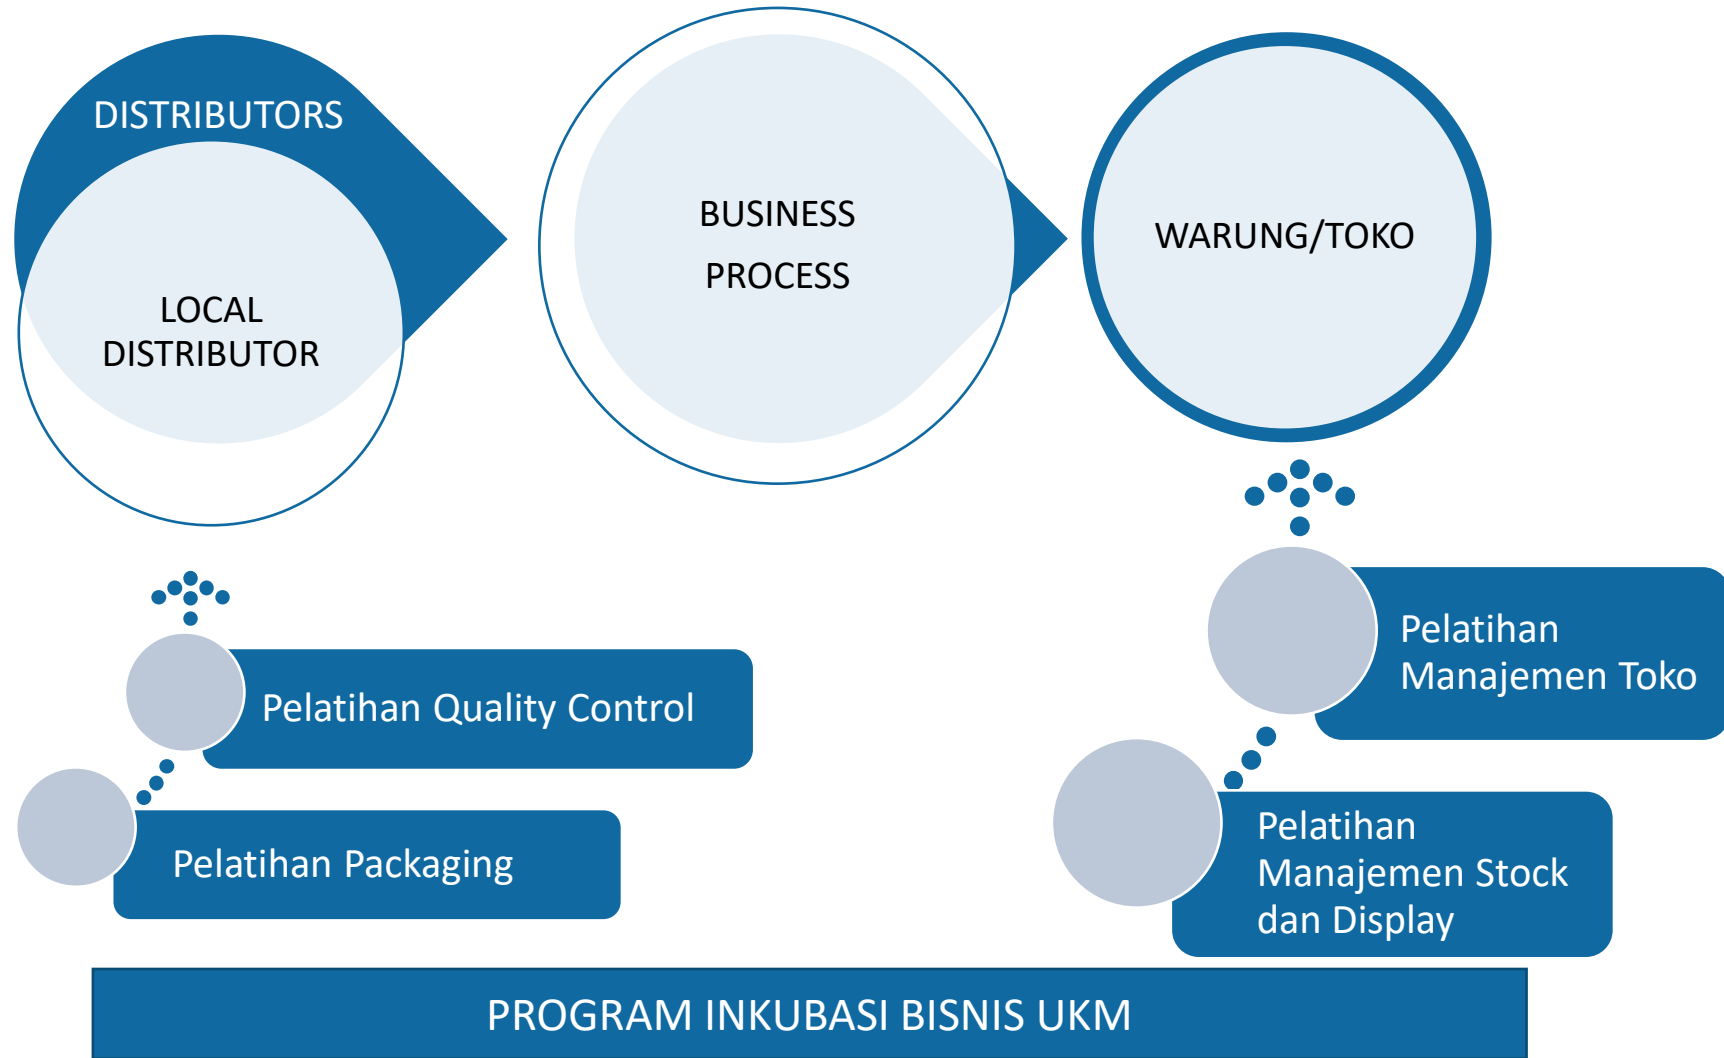 DISTRIBUTORS
LOCAL
DISTRIBUTOR
BUSINESS
PROCESS
WARUNG/TOKO
Pelatihan Quality Control
Pelatihan Packaging
Pelatihan
Manajemen Toko
Pelatihan
Manajemen Stock
dan Display
PROGRAM INKUBASI BISNIS UKM